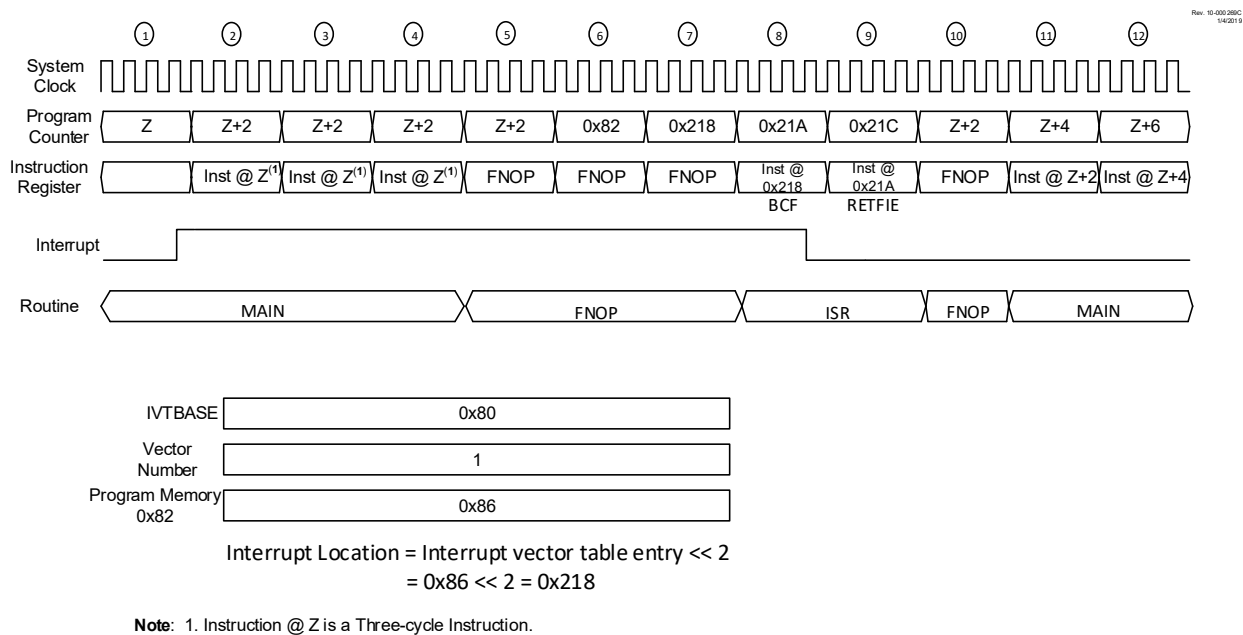 Rev. 10-000 269C
1/4/2019
1 2 3 4 5 6 7 8 9 10 11 12
System
Clock
Program
Counter
Z Z+2 Z+2 Z+2 Z+2 0x82 0x218 0x21A 0x21C Z+2 Z+4 Z+6
Instruction
Register
Inst @ Z(1) Inst @ Z(1) Inst @ Z(1) FNOP FNOP FNOP Inst @ 0x218 Inst @ 0x21A FNOP Inst @ Z+2 Inst @ Z+4
BCF RETFIE
Interrupt
Routine MAIN FNOP ISR FNOP MAIN
IVTBASE 0x80
Vector
Number
1
Program Memory
0x82
0x86
Interrupt Location = Interrupt vector table entry << 2
= 0x86 << 2 = 0x218
Note: 1. Instruction @ Z is a Three-cycle Instruction.